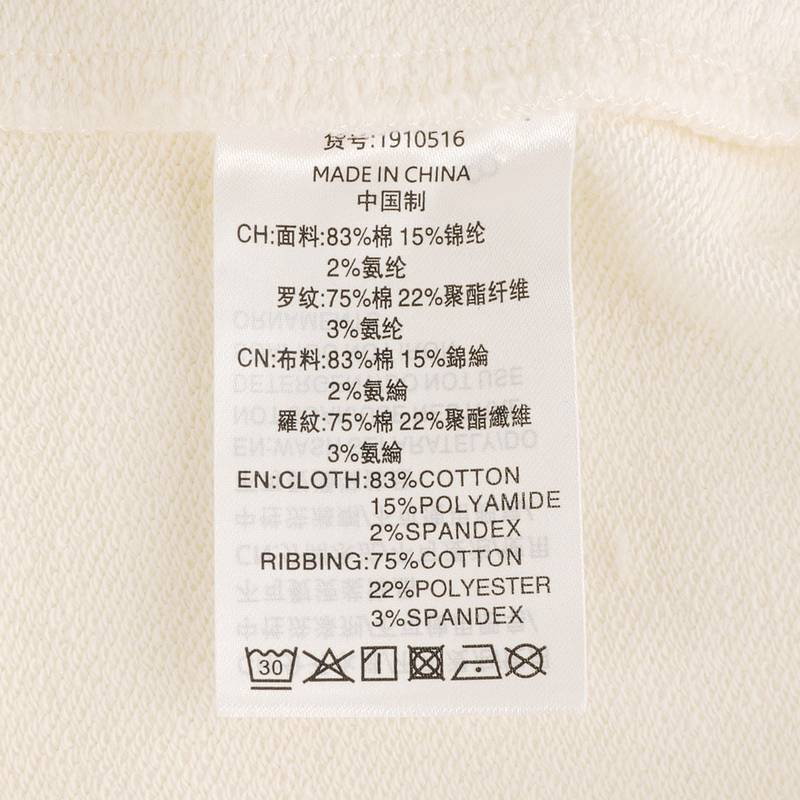 货号:1910516
MADE IN CHINA
中国制
CH:面料:83%棉 15%锦纶
2%氨纶
罗纹:75%棉 22%聚酯纤维
3%氨纶
CN:布料:83%棉 15%錦綸
2%氨綸
羅紋:75%棉 22%聚酯纖維
3%氨綸
EN:CLOTH:83%COTTON
15%POLYAMIDE
2%SPANDEX
RIBBING:75%COTTON
22%POLYESTER
3%SPANDEX
30